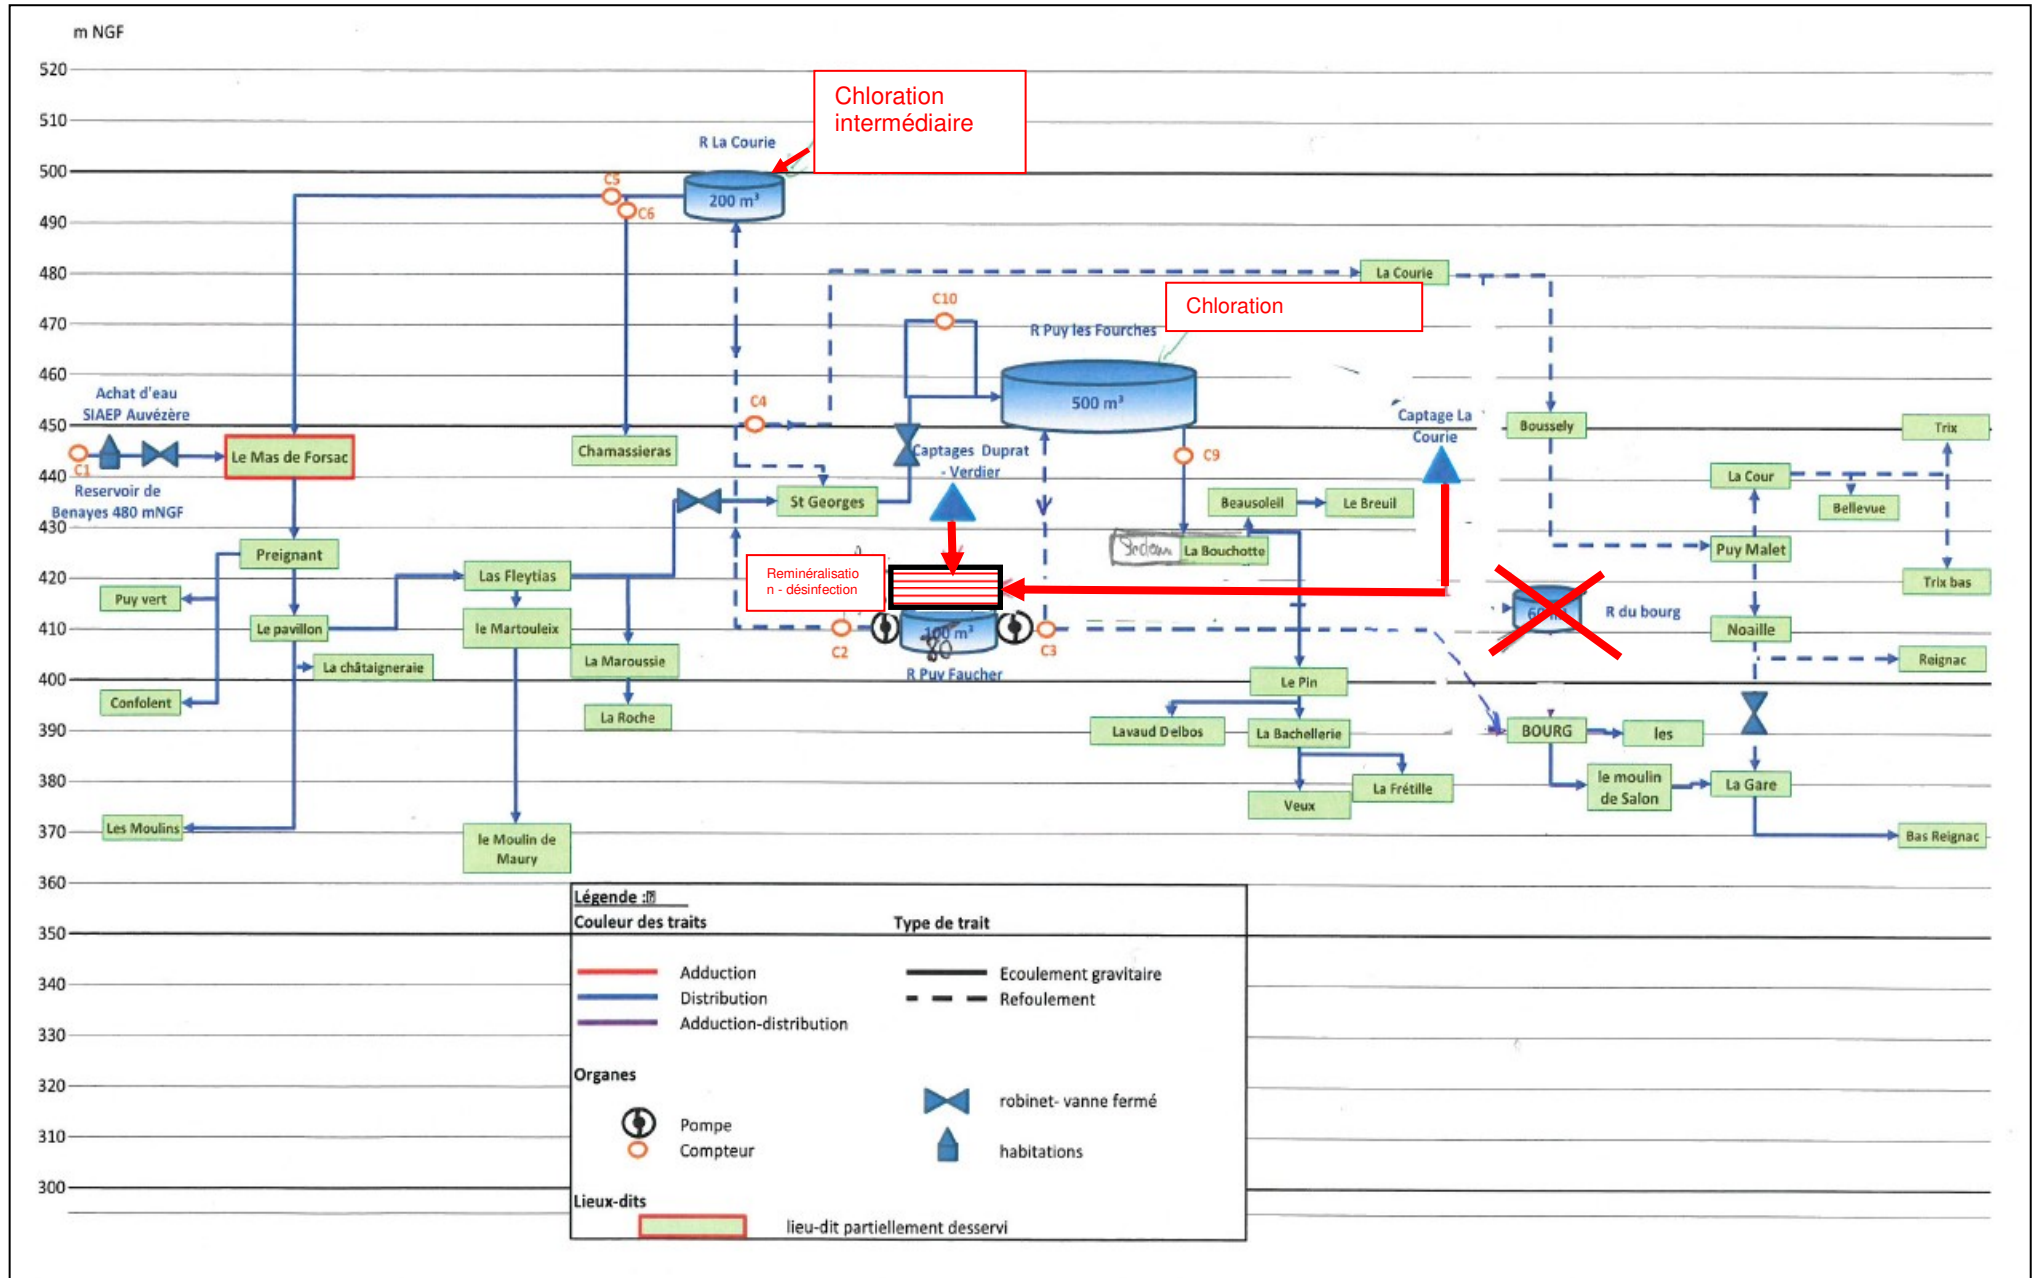 m NGF
520
510
500
490
480
470
460
450
440
430
420
410
400
390
380
370
360
350
340
330
320
310
300
Chloration
intermédiaire
R La Courie
200 m³
C5
C6
La Courie
Chloration
C10
R Puy les Fourches
500 m³
Achat d'eau
SIAEP Auvézère
C4
C1
Le Mas de Forsac
Reservoir de
Benayes 480 mNGF
Chamassieras
Captages Duprat
- Verdier
C9
Captage La
Courie
Boussely
Trix
St Georges
Beausoleil
Le Breuil
La Cour
Bellevue
La Bouchotte
Puy Malet
Preignant
Puy vert
Las Fleytias
Reminéralisatio
n - désinfection
Trix bas
Le pavillon
le Martouleix
R du bourg
Noaille
C2
80
C3
R Puy Faucher
La châtaigneraie
La Maroussie
Le Pin
Reignac
Confolent
La Roche
Lavaud Delbos
La Bachellerie
BOURG
les
La Frétille
Veux
le moulin
de Salon
La Gare
Les Moulins
le Moulin de
Maury
Bas Reignac
Légende :
Couleur des traits
Type de trait
Adduction
Ecoulement gravitaire
Distribution
Refoulement
Adduction-distribution
Organes
robinet- vanne fermé
Pompe
Compteur
habitations
Lieux-dits
lieu-dit partiellement desservi